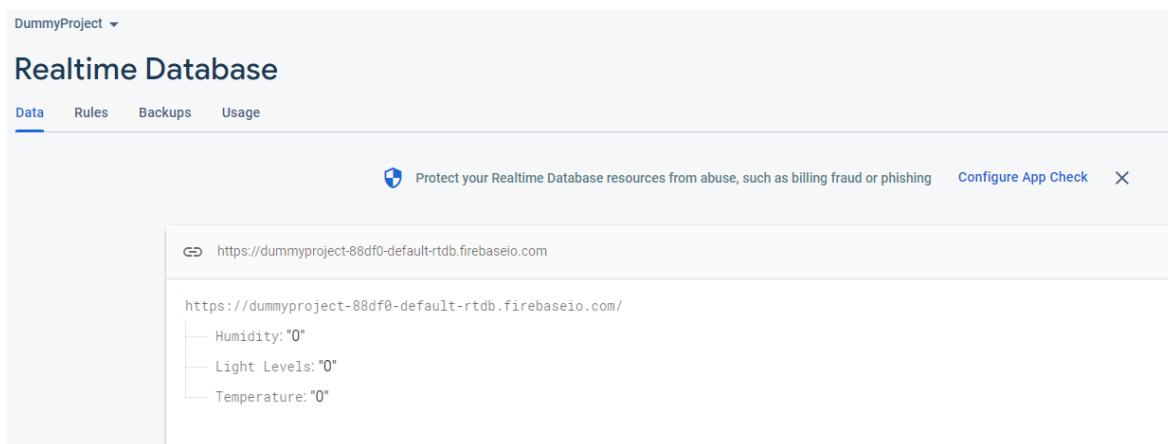 DummyProject
Realtime Database
Data Rules Backups Usage
Protect your Realtime Database resources from abuse, such as billing fraud or phishing Configure App Check
https://dummyproject-88df0-default-rtdb.firebaseio.com
https://dummyproject-88df0-default-rtdb.firebaseio.com/
Humidity: "0"
Light Levels: "0"
Temperature: "0"